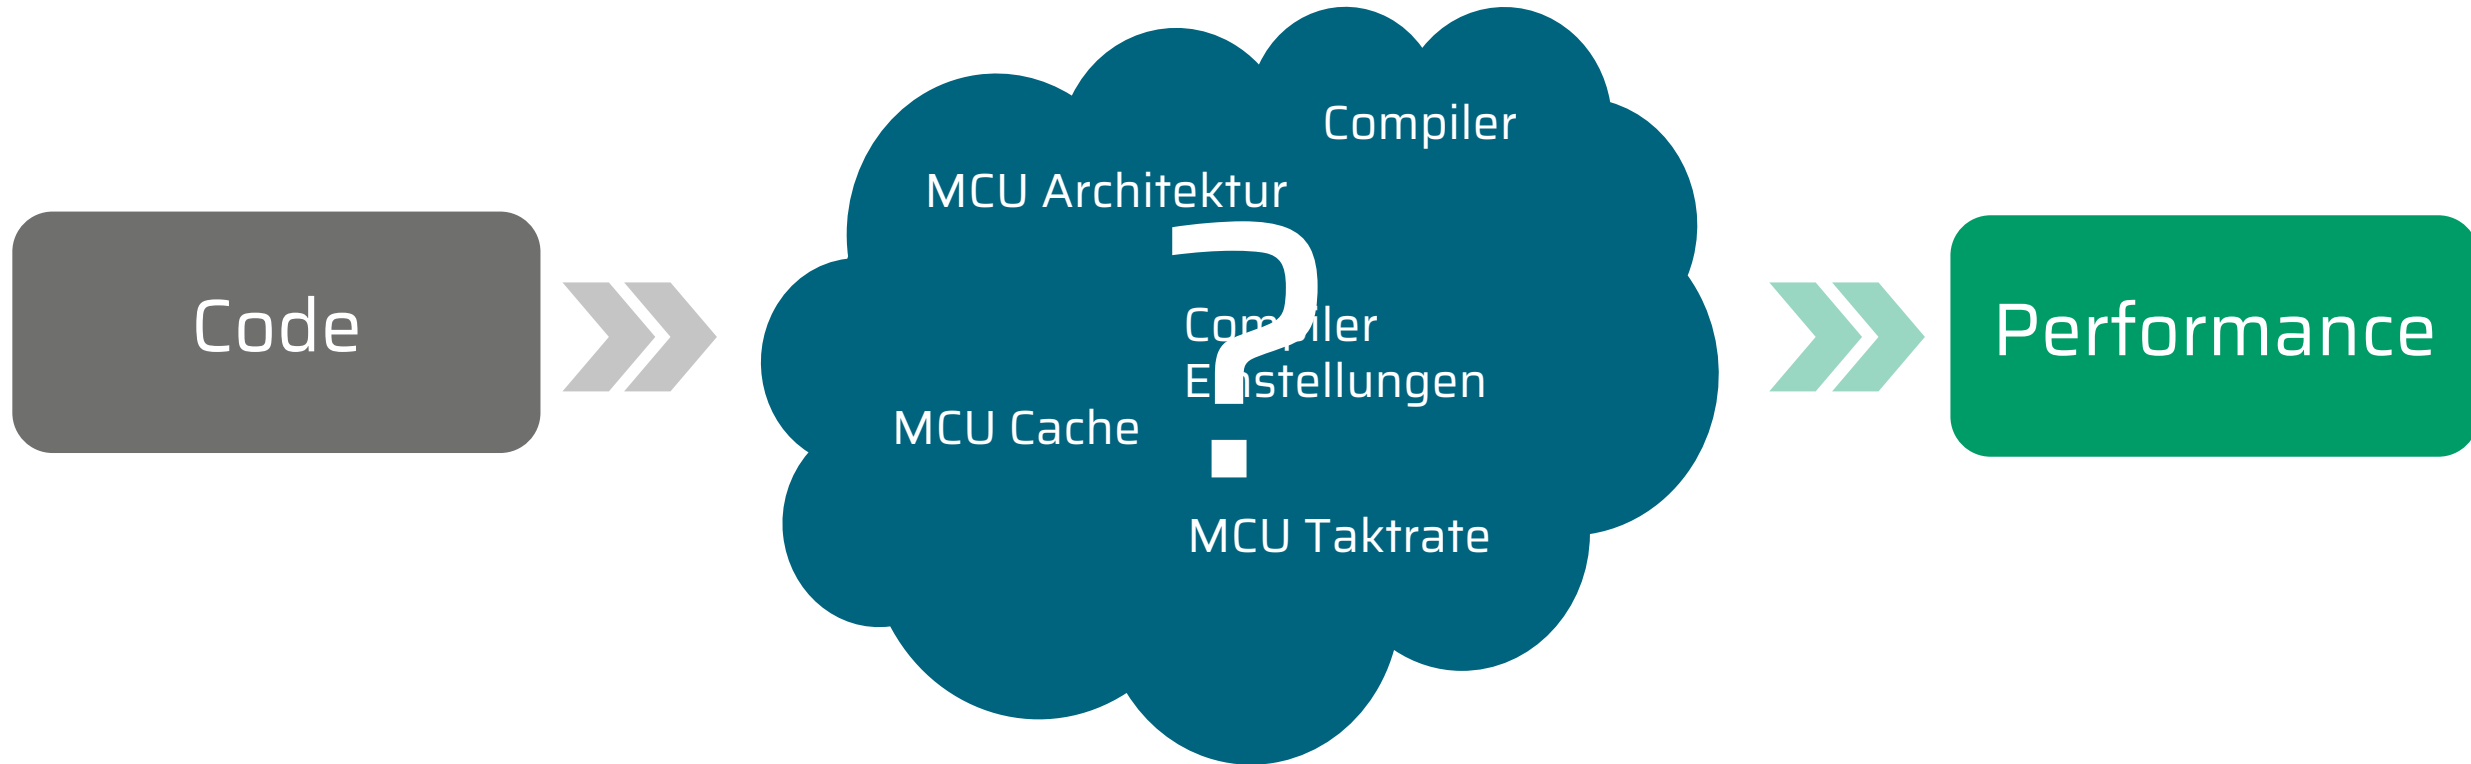 Code
Compiler
MCU Architektur
?
Compiler
Einstellungen
MCU Cache
MCU Taktrate
Performance